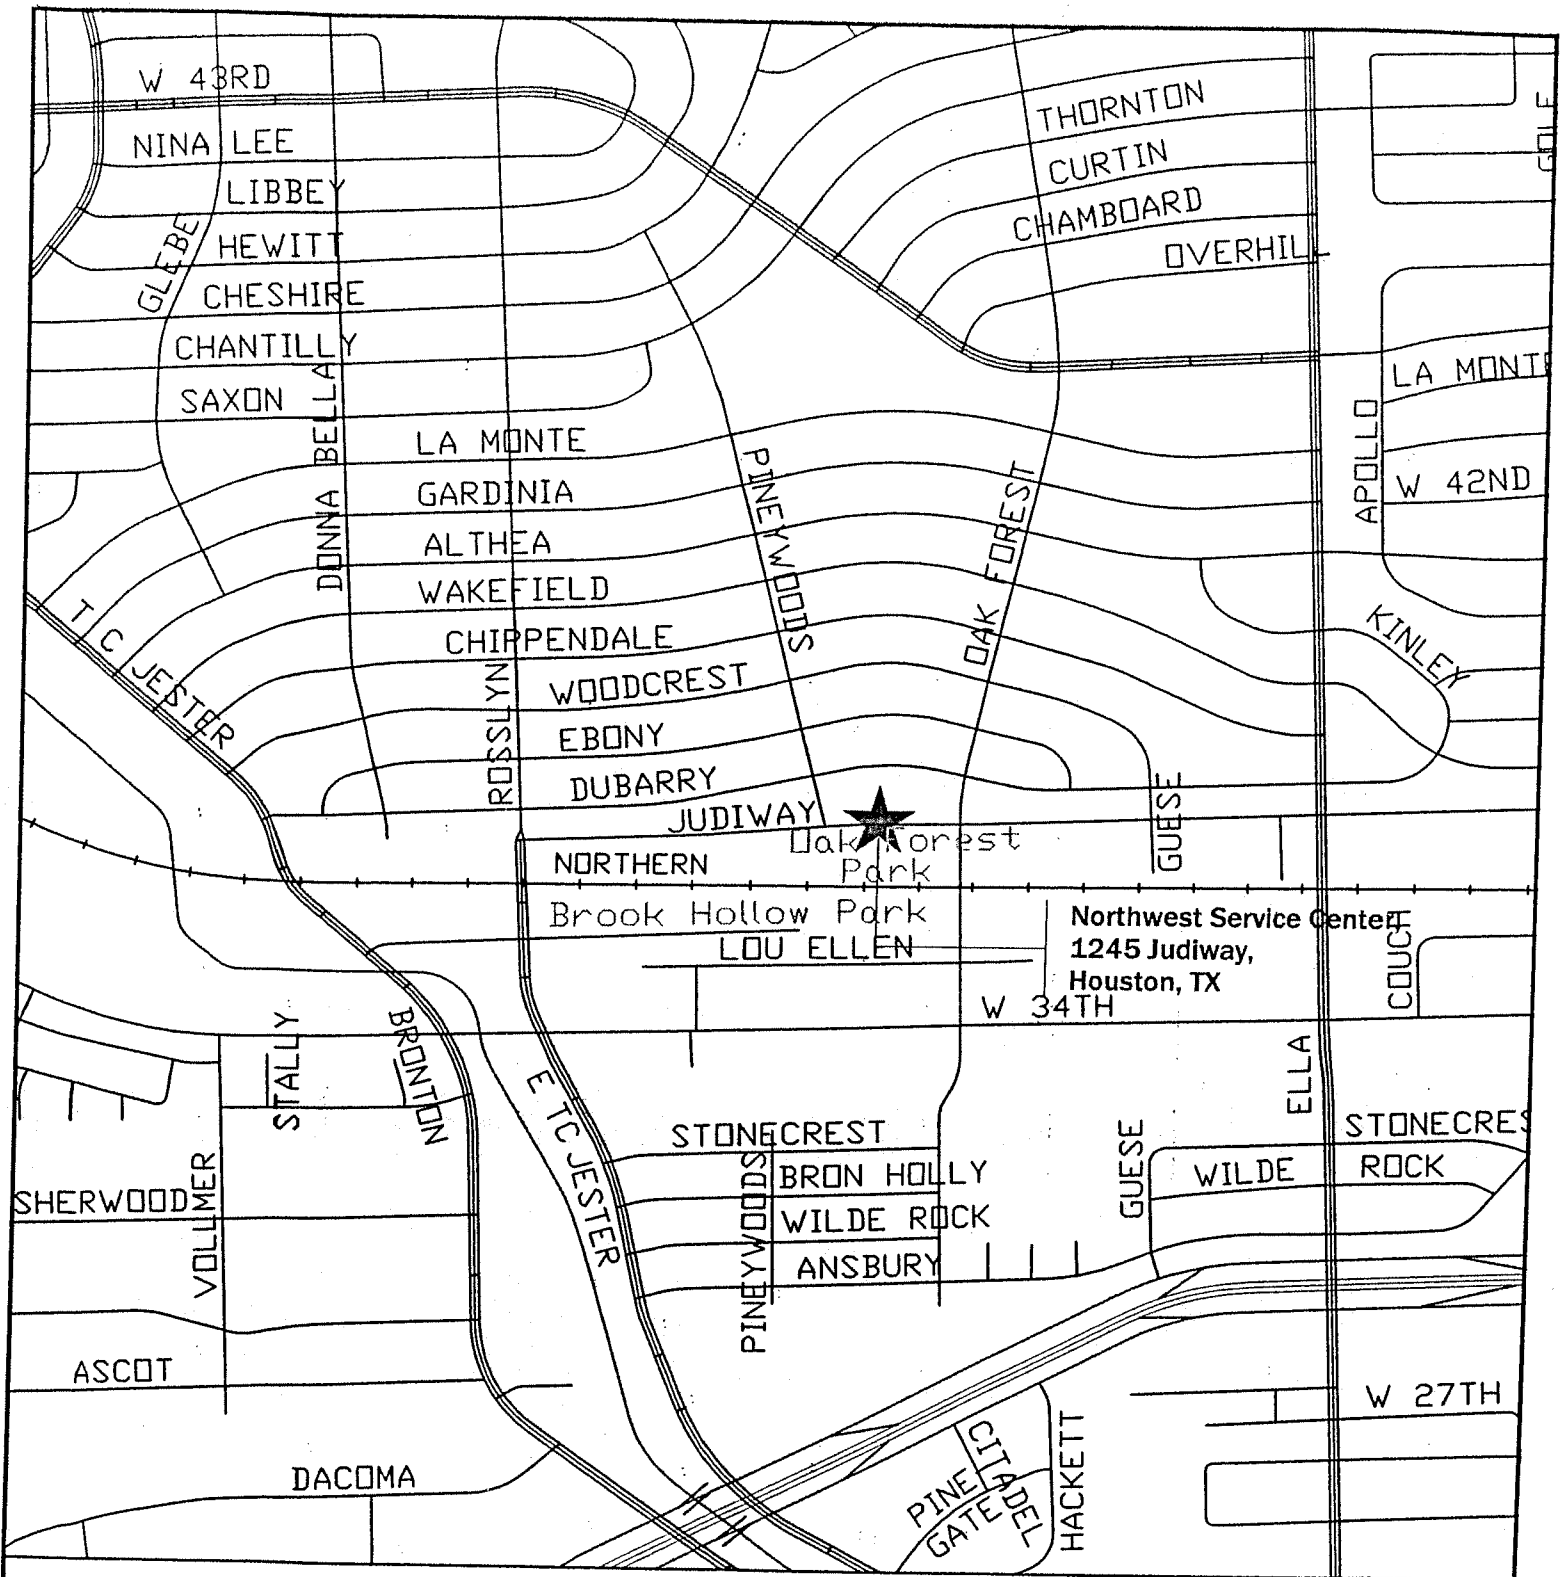 W 43RD
NINA LEE
LIBBEY
GLEBE
HEWITT
CHESHIRE
CHANTILLY
SAXON
THORNTON
CURTIN
CHAMBOARD
OVERHIL
GOLF
DONNA BELLA
LA MONTE
GARDINIA
ALTHEA
WAKEFIELD
CHIPPENDALE
WOODCREST
EBONY
DUBARRY
JUDIWAY
ROSSLYN
T C JESTER
PINEYWOODS
OAK FOREST
LA MONTE
APOLLO
W 42ND
KINLEY
GUESE
Oak Forest
Park
NORTHERN
Brook Hollow Park
LOU ELLEN
Northwest Service Center
1245 Judiway,
Houston, TX
W 34TH
COUCH
STALLY
BRONTON
E TC JESTER
ELLA
VOLLMER
SHERWOOD
STONECREST
BRON HOLLY
WILDE ROCK
ANSBURY
PINEYWOODS
GUESE
STONECRES
WILDE ROCK
ASCOT
DACOMA
W 27TH
CITADEL
PINE
GATE
HACKETT